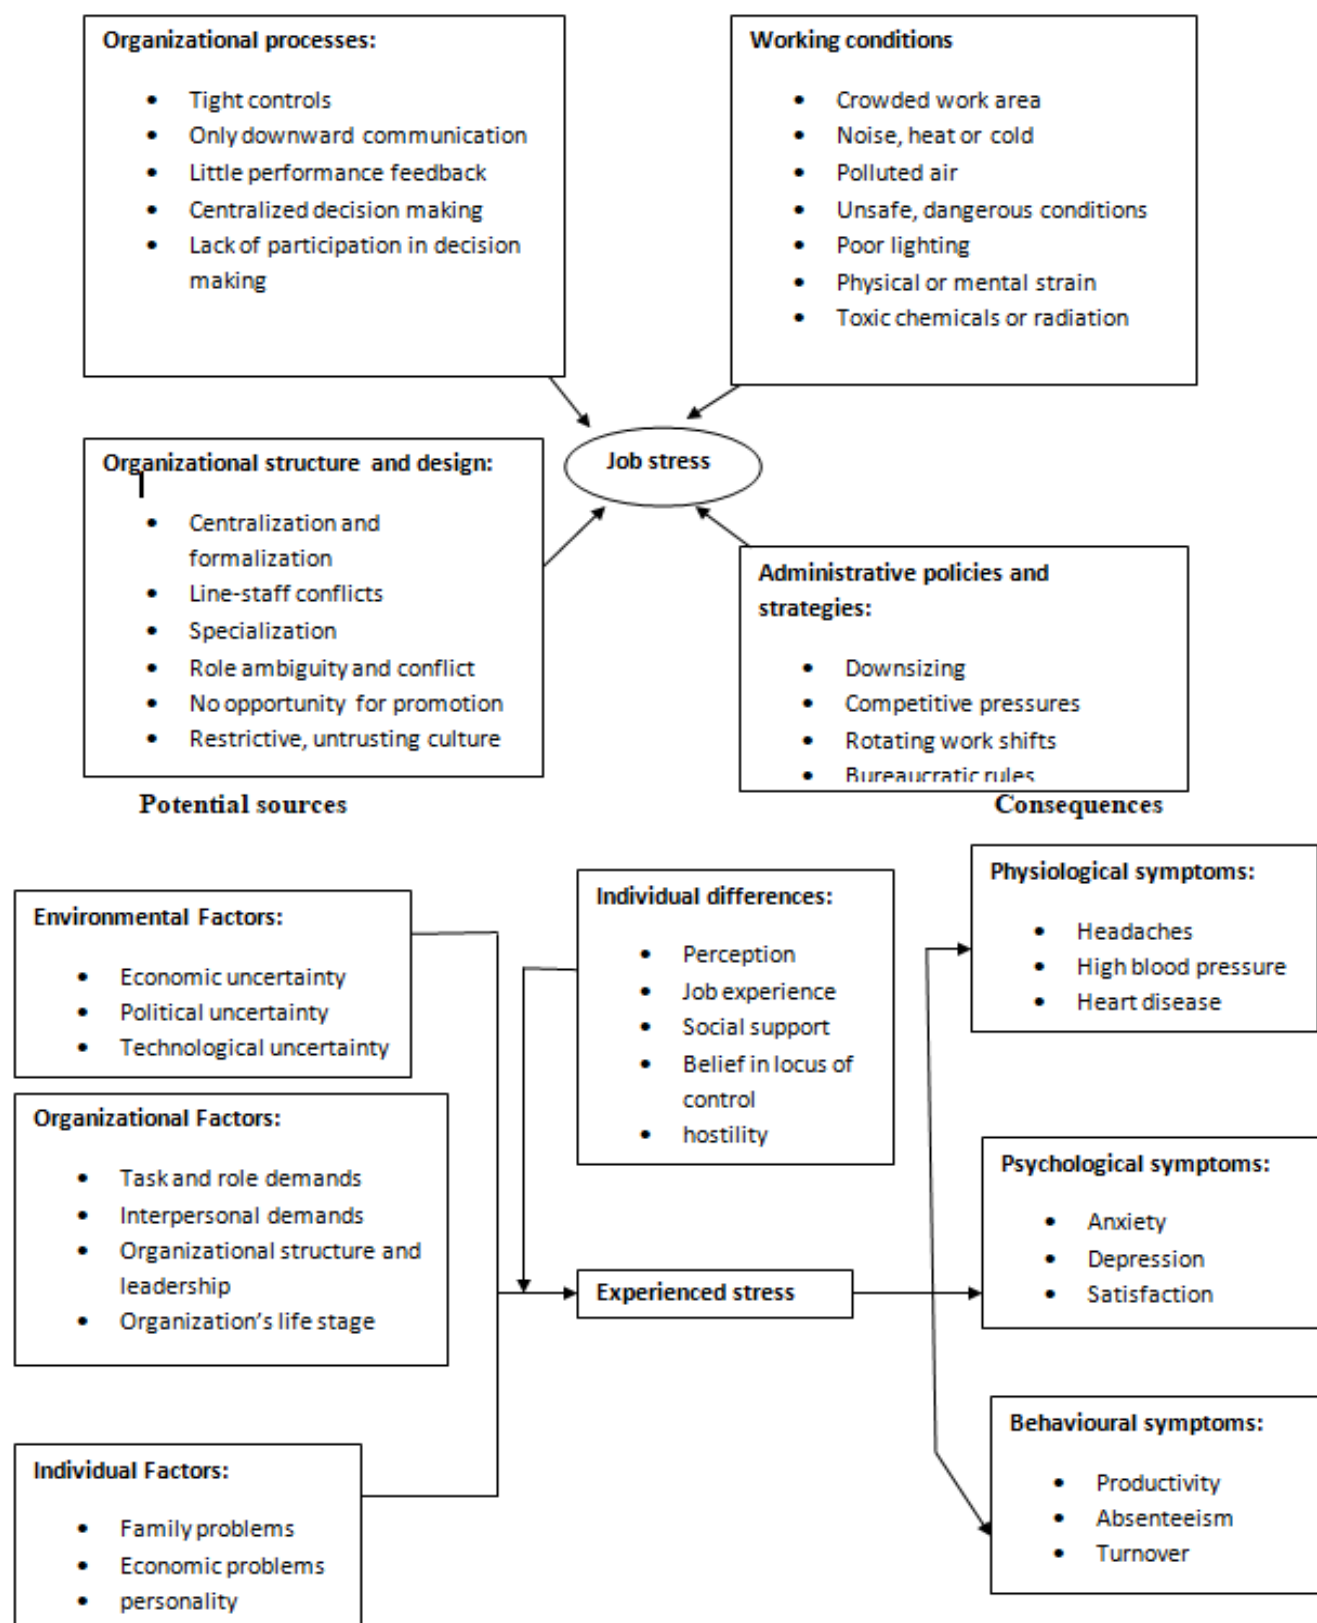 Organizational processes:
• Tight controls
• Only downward communication
• Little performance feedback
• Centralized decision making
• Lack of participation in decision
making
Working conditions
• Crowded work area
• Noise, heat or cold
• Polluted air
• Unsafe, dangerous conditions
• Poor lighting
• Physical or mental strain
• Toxic chemicals or radiation
Job stress
Organizational structure and design:
• Centralization and
formalization
• Line-staff conflicts
• Specialization
• Role ambiguity and conflict
• No opportunity for promotion
• Restrictive, untrusting culture
Administrative policies and
strategies:
• Downsizing
• Competitive pressures
• Rotating work shifts
• Bureaucratic rules
Potential sources
Consequences
Environmental Factors:
• Economic uncertainty
• Political uncertainty
• Technological uncertainty
Organizational Factors:
• Task and role demands
• Interpersonal demands
• Organizational structure and
leadership
• Organization's life stage
Individual Factors:
• Family problems
• Economic problems
• personality
Individual differences:
• Perception
• Job experience
• Social support
• Belief in locus of
control
• hostility
Experienced stress
Physiological symptoms:
• Headaches
• High blood pressure
• Heart disease
Psychological symptoms:
• Anxiety
• Depression
• Satisfaction
Behavioural symptoms:
• Productivity
• Absenteeism
• Turnover